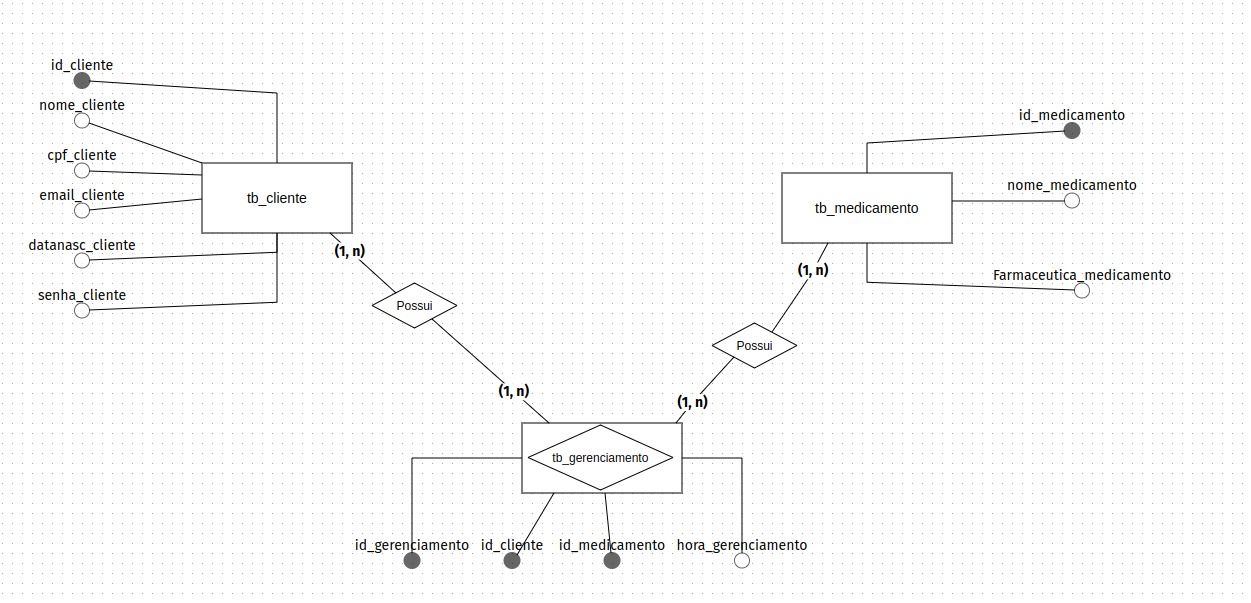 id_cliente
nome_cliente
cpf_cliente
email_cliente
datanasc_cliente
senha_cliente
tb_cliente
(1, n)
Possui
(1, n)
id_medicamento
nome_medicamento
Farmaceutica_medicamento
tb_medicamento
(1, n)
Possui
(1, n)
tb_gerenciamento
id_gerenciamento
id_cliente
id_medicamento
hora_gerenciamento